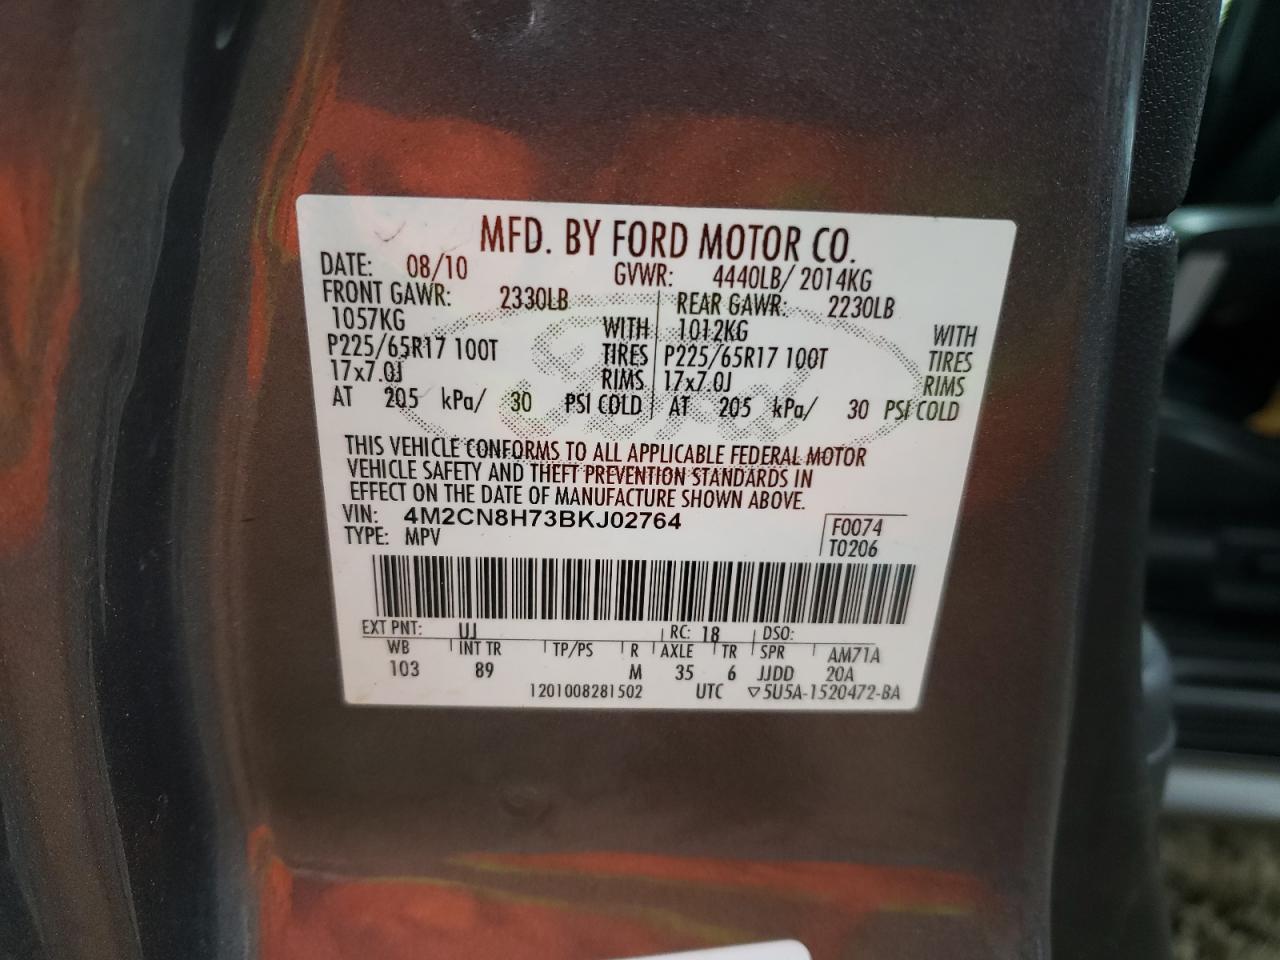 MFD. BY FORD MOTOR CO.
DATE: 08/10 GVWR: 4440LB/ 2014KG
FRONT GAWR: 2330LB REAR GAWR: 2230LB
1057KG WITH 1012KG WITH
P225/65R17 100T TIRES P225/65R17 100T TIRES
17x7.0J RIMS 17x7.0J RIMS
AT 205 kPa/ 30 PSI COLD AT 205 kPa/ 30 PSI COLD
THIS VEHICLE CONFORMS TO ALL APPLICABLE FEDERAL MOTOR
VEHICLE SAFETY AND THEFT PREVENTION STANDARDS IN
EFFECT ON THE DATE OF MANUFACTURE SHOWN ABOVE.
VIN: 4M2CN8H73BKJ02764 F0074
TYPE: MPV T0206
EXT PNT: UJ RC: 18 DSO:
WB INT TR TP/PS R AXLE TR SPR AM71A
103 89 M 35 6 JJDD 20A
1201008281502 UTC ▽5U5A-1520472-BA